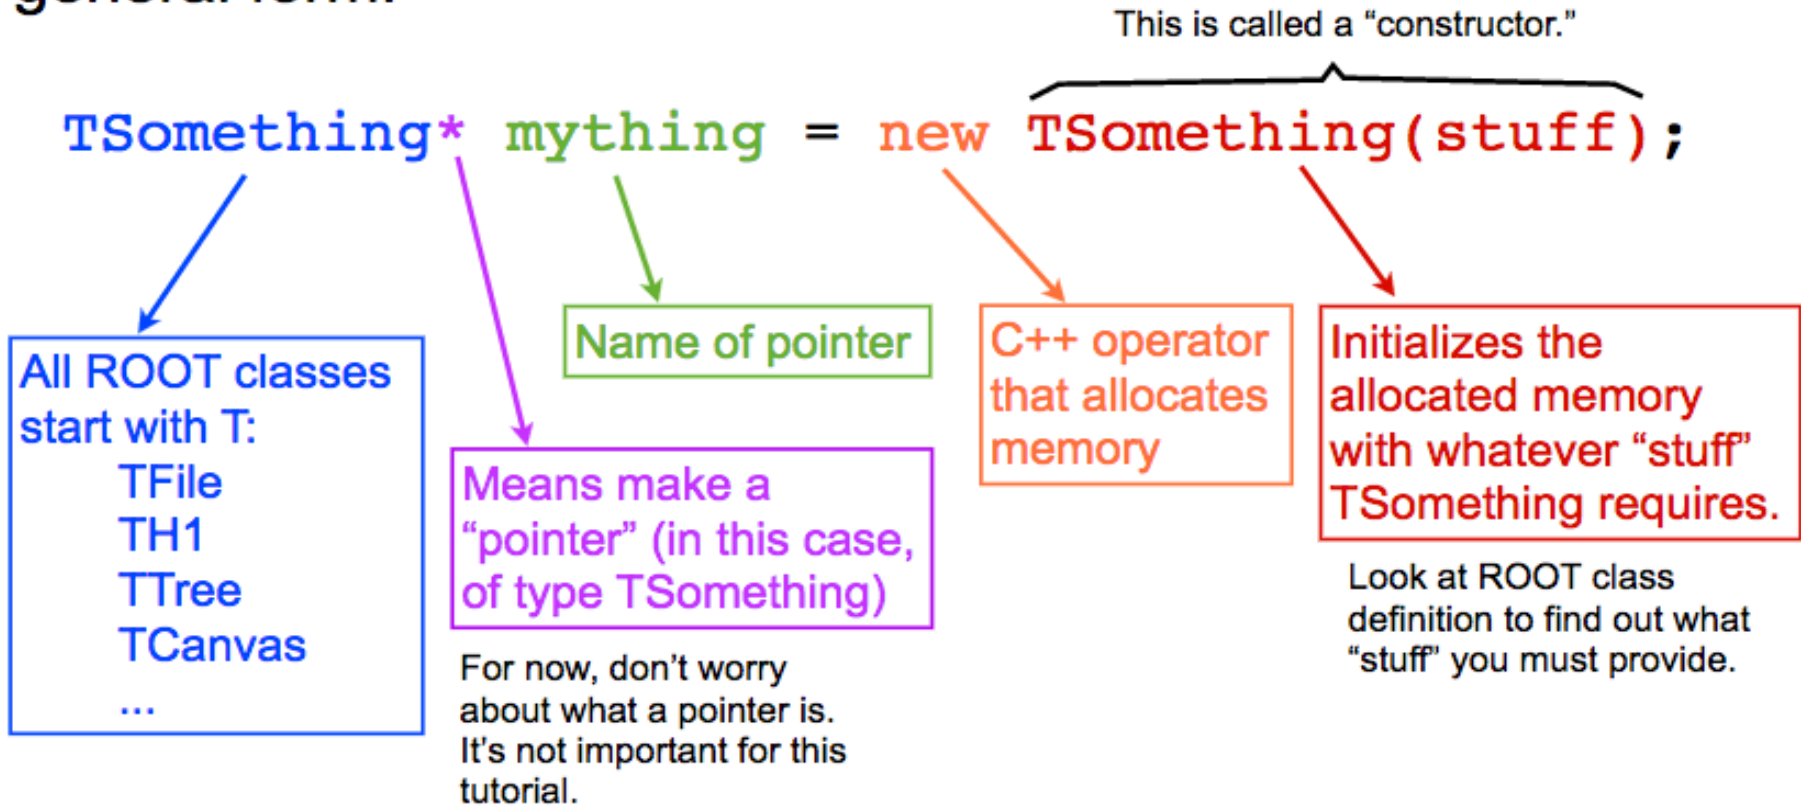 general form:
This is called a “constructor.”
TSomething* mything = new TSomething(stuff);
All ROOT classes
start with T:
TFile
TH1
TTree
TCanvas
...
Means make a
“pointer” (in this case,
of type TSomething)
For now, don’t worry
about what a pointer is.
It’s not important for this
tutorial.
Name of pointer
C++ operator
that allocates
memory
Initializes the
allocated memory
with whatever “stuff”
TSomething requires.
Look at ROOT class
definition to find out what
“stuff” you must provide.